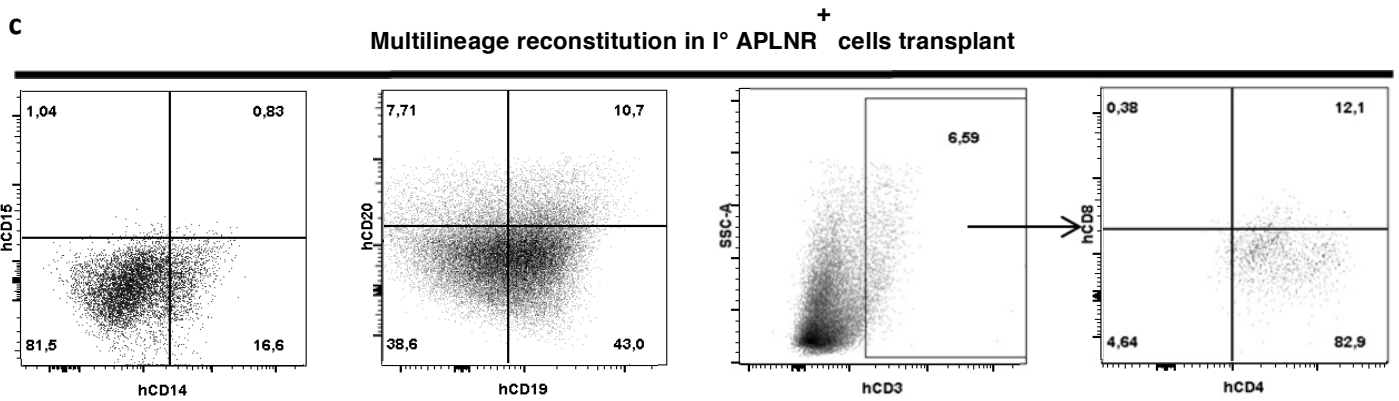 c
Multilineage reconstitution in I° APLNR+ cells transplant
1,04
0,83
81,5
16,6
hCD15
hCD14
7,71
10,7
38,6
43,0
hCD20
hCD19
6,59
SSC-A
hCD3
0,38
12,1
4,64
82,9
hCD8
hCD4